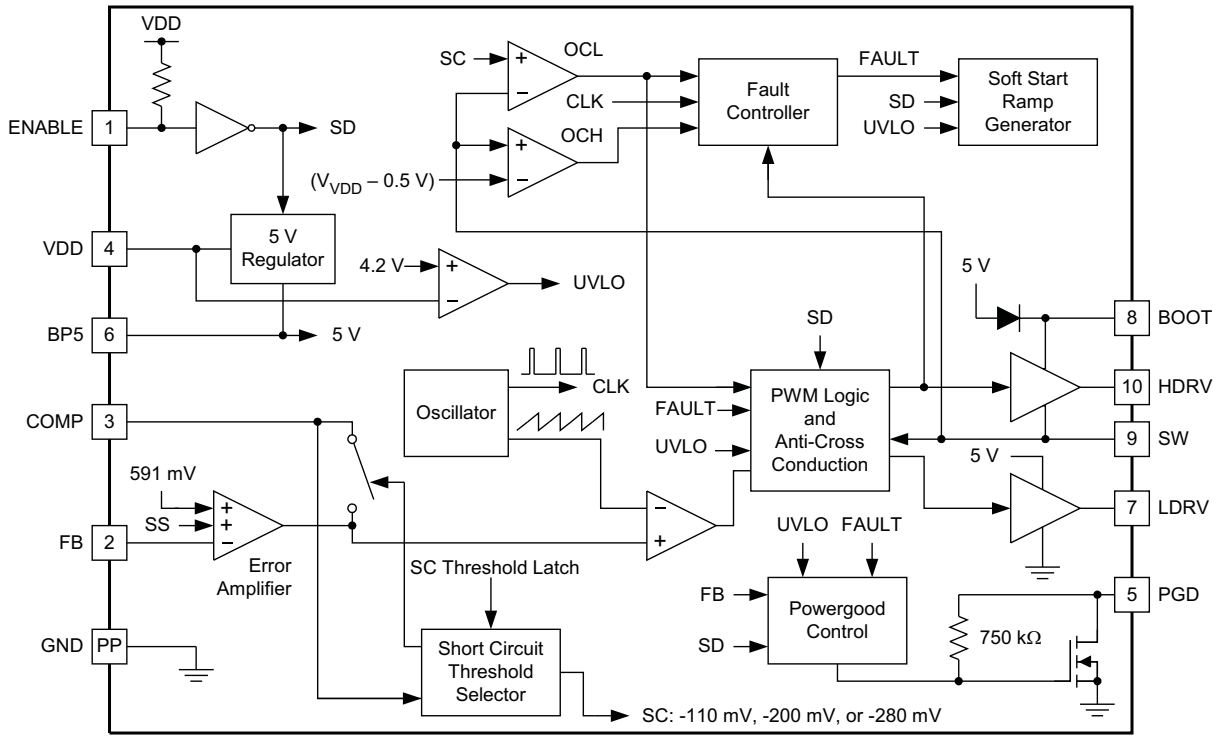 VDD
ENABLE 1
SD
SC
+
−
OCL
CLK
OCH
+
−
(VVDD – 0.5 V)
Fault
Controller
FAULT
SD
UVLO
Soft Start
Ramp
Generator
VDD 4
5 V
Regulator
4.2 V
+
−
UVLO
BP6 6
5 V
5 V
8 BOOT
SD
Oscillator
CLK
COMP 3
FAULT
UVLO
PWM Logic
and
Anti-Cross
Conduction
10 HDRV
9 SW
5 V
7 LDRV
591 mV
SS
+
+
−
FB 2
Error
Amplifier
−
+
SC Threshold Latch
UVLO FAULT
FB
SD
Powergood
Control
5 PGD
750 kΩ
GND PP
Short Circuit
Threshold
Selector
SC: -110 mV, -200 mV, or -280 mV